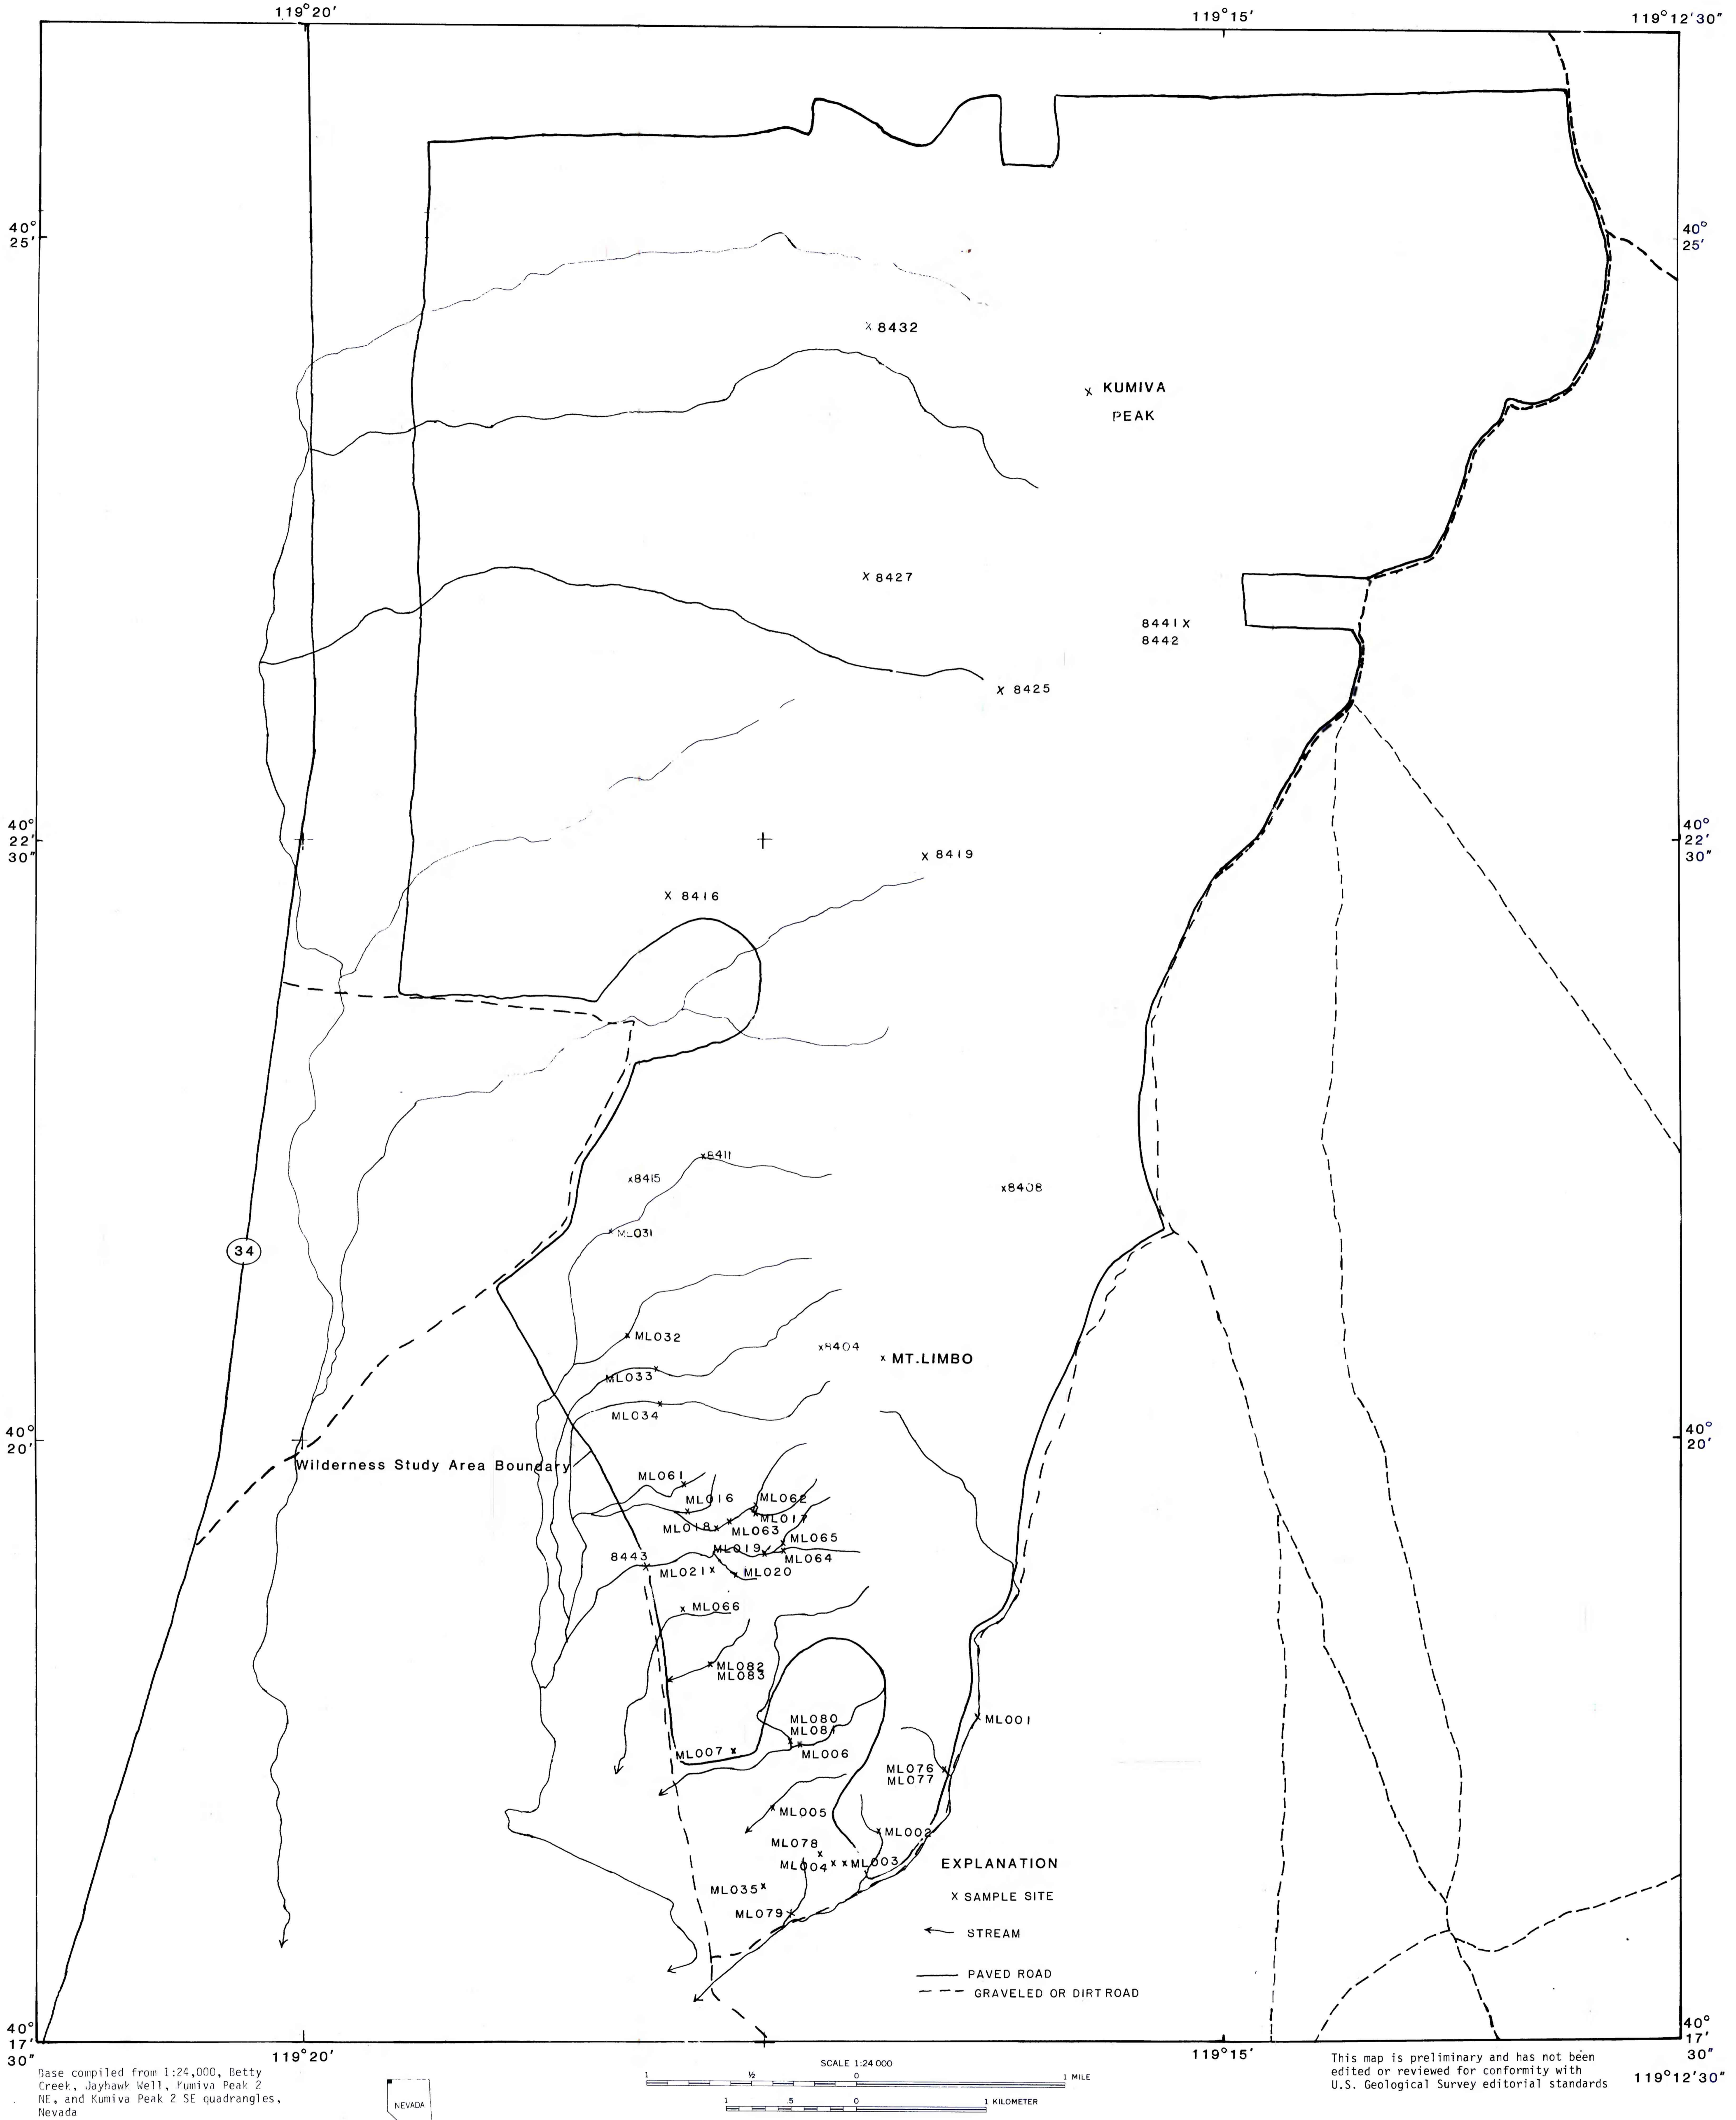 119°20'
119°15'
119°12'30"
40°
25'
40°
25'
8432
KUMIVA
PEAK
8427
8441
8442
8425
40°
22'
30"
40°
22'
30"
8419
8416
8411
8415
8408
ML031
34
ML032
8404
MT. LIMBO
ML033
ML034
40°
20'
40°
20'
Wilderness Study Area Boundary
ML061
ML016
ML062
ML017
ML018
ML063
ML065
ML019
ML064
8443
ML021
ML020
ML066
ML082
ML083
ML080
ML081
ML001
ML007
ML006
ML076
ML077
ML005
ML002
ML078
ML004
ML003
EXPLANATION
ML035
X SAMPLE SITE
ML079
STREAM
PAVED ROAD
GRAVELED OR DIRT ROAD
40°
17'
30"
40°
17'
30"
119°20'
119°15'
119°12'30"
Base compiled from 1:24,000, Betty
Creek, Jayhawk Well, Kumiva Peak 2
NE, and Kumiva Peak 2 SE quadrangles,
Nevada
NEVADA
SCALE 1:24 000
1 ½ 0 1 MILE
1 .5 0 1 KILOMETER
This map is preliminary and has not been
edited or reviewed for conformity with
U.S. Geological Survey editorial standards